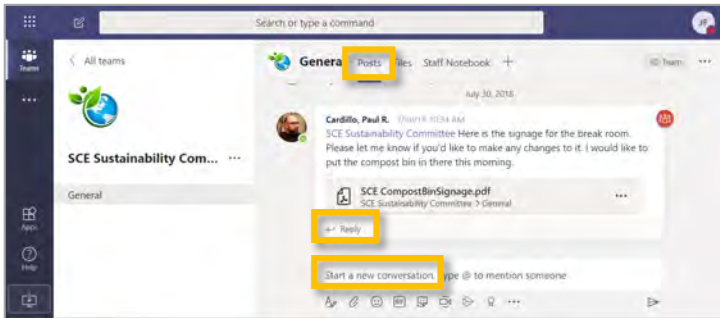 Search or type a command
JF
Teams
Apps
Help
All teams
SCE Sustainability Com... ...
General
General Posts Files Staff Notebook +
Team ...
July 30, 2018
Cardillo, Paul R.
SCE Sustainability Committee Here is the signage for the break room.
Please let me know if you'd like to make any changes to it. I would like to
put the compost bin in there this morning.
SCE CompostBinSignage.pdf ...
SCE Sustainability Committee > General
Reply
Start a new conversation. Type @ to mention someone
GIF